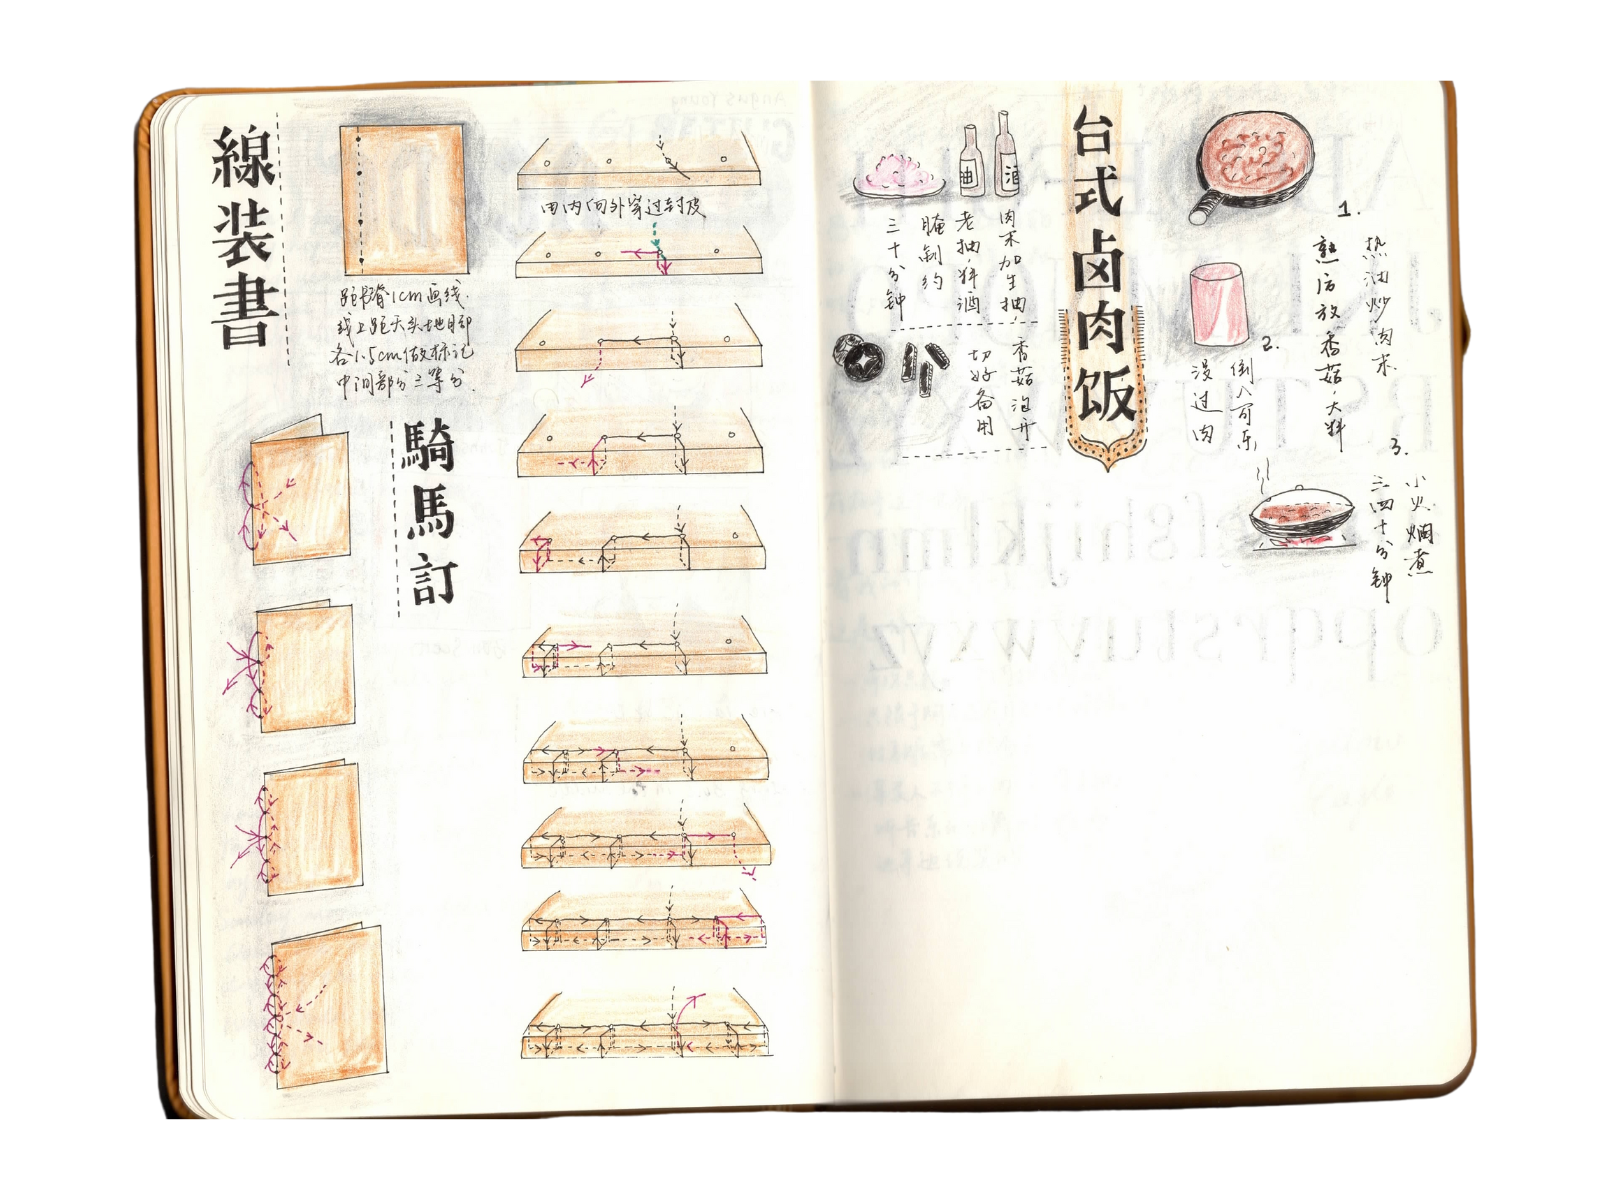 線装書
距书脊1cm画线.
线上距天头地脚
各1.5cm做标记
中间部分三等分.
騎馬訂
由内向外穿过封皮
台式卤肉饭
油
酒
肉末加生抽,
老抽,料酒
腌制约
三十分钟
香菇泡开
切好备用
1.
热油炒肉末
熟后放香菇,大料
2.
倒入可乐
没过肉
3.
小火焖煮
三四十分钟